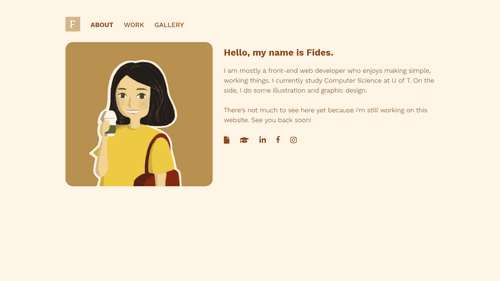 F ABOUT WORK GALLERY
Hello, my name is Fides.
I am mostly a front-end web developer who enjoys making simple,
working things. I currently study Computer Science at U of T. On the
side, I do some illustration and graphic design.
There's not much to see here yet because I'm still working on this
website. See you back soon!